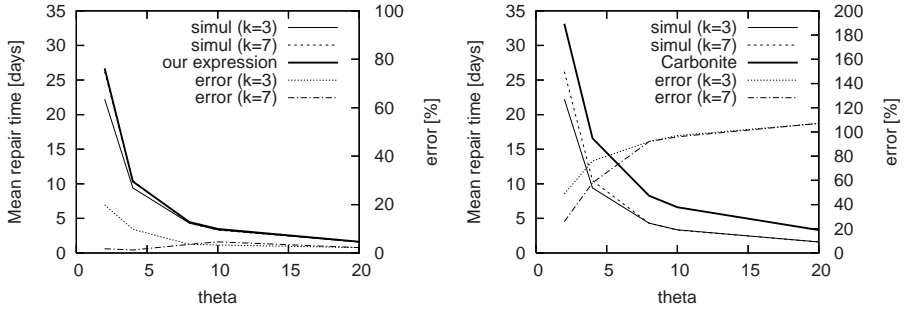 Mean repair time [days]
35
30
25
20
15
10
5
0
simul (k=3)
simul (k=7)
our expression
error (k=3)
error (k=7)
100
80
60
40
20
0
error [%]
0 5 10 15 20
theta
Mean repair time [days]
35
30
25
20
15
10
5
0
simul (k=3)
simul (k=7)
Carbonite
error (k=3)
error (k=7)
200
180
160
140
120
100
80
60
40
20
0
error [%]
0 5 10 15 20
theta